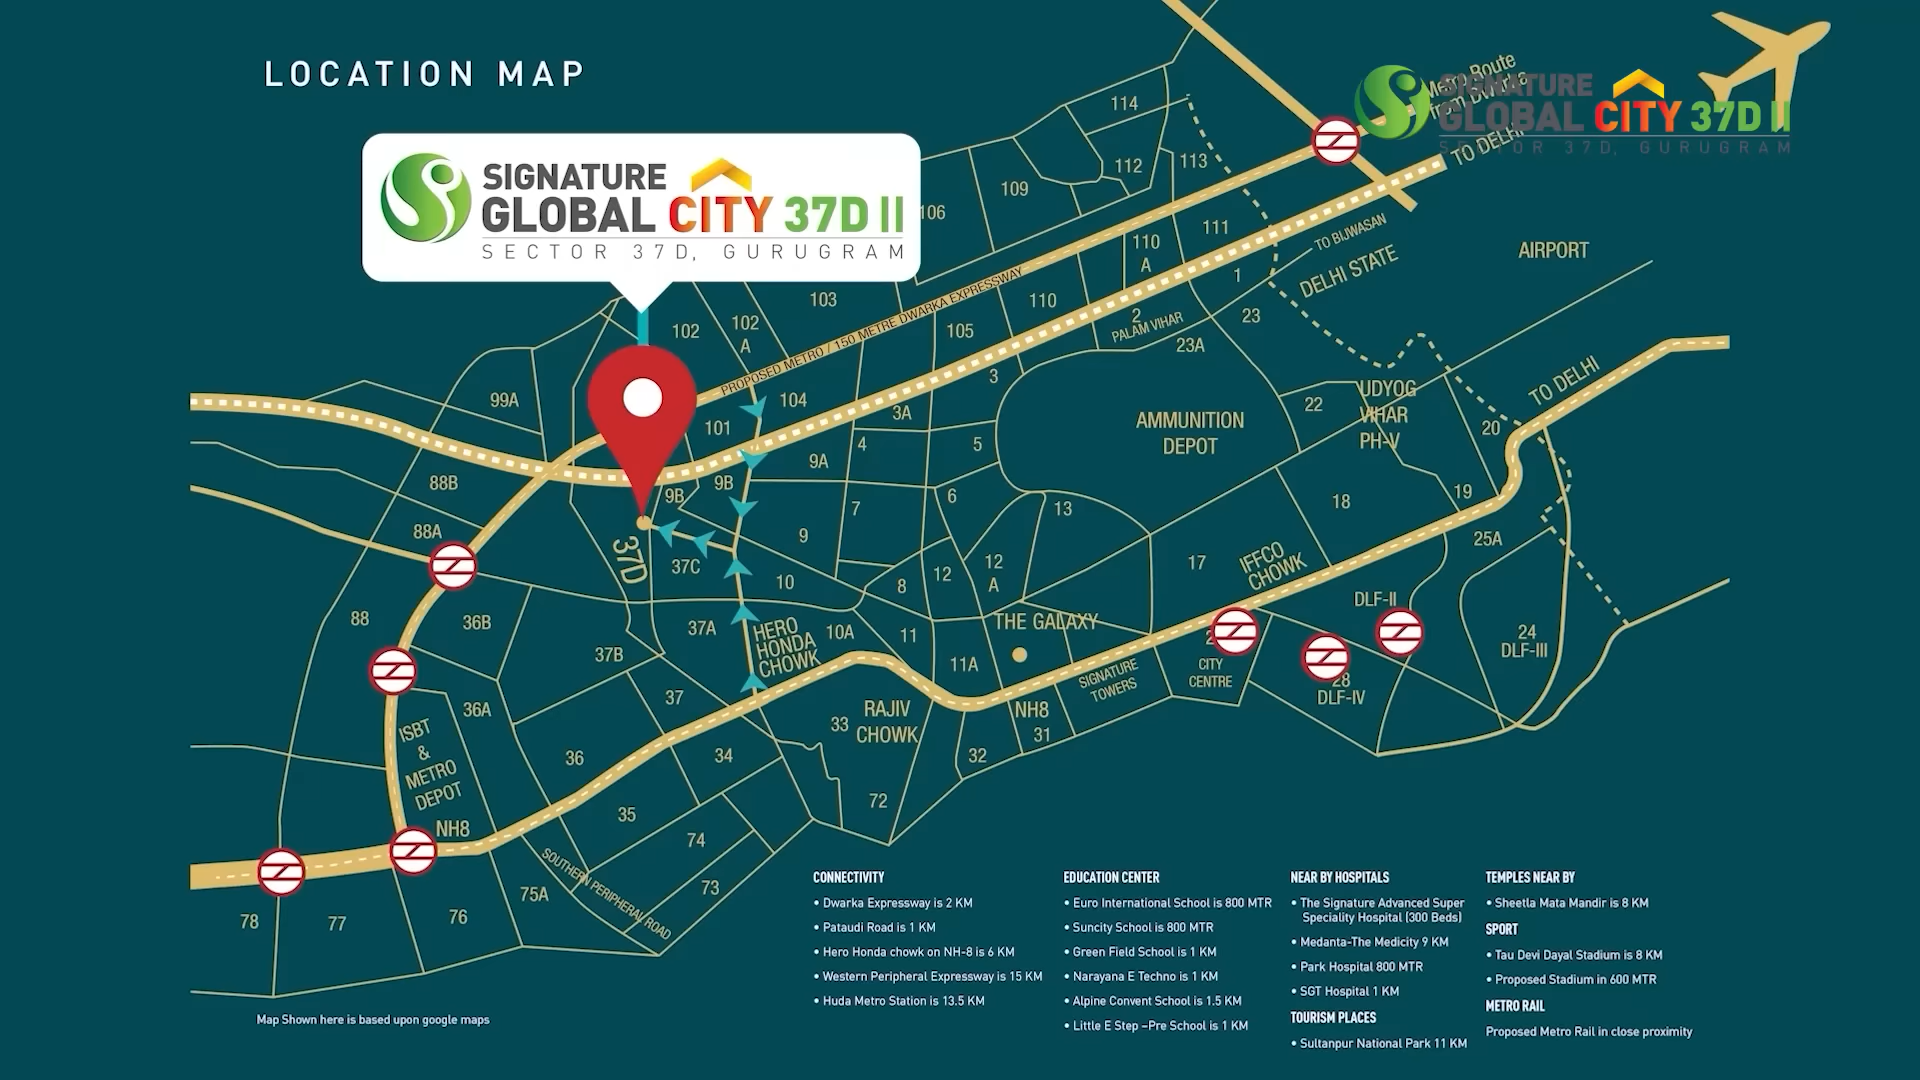 LOCATION MAP
Metro Route
from Dwarka
SIGNATURE
GLOBAL CITY 37D II
SECTOR 37D, GURUGRAM
TO DELHI
SIGNATURE
GLOBAL CITY 37D II
SECTOR 37D, GURUGRAM
114
113
112
109
106
111
110
A
TO BIJWASAN
DELHI STATE
AIRPORT
1
103
110
2
PALAM VIHAR
23
102
102
A
105
23A
PROPOSED METRO / 150 METRE DWARKA EXPRESSWAY
3
TO DELHI
99A
104
3A
22
UDYOG
VIHAR
PH-V
101
AMMUNITION
DEPOT
20
4
5
9A
88B
9B
9B
6
7
13
18
19
88A
9
25A
37D
37C
10
8
12
12
A
17
IFFCO
CHOWK
DLF-II
88
36B
37A
HERO
HONDA
CHOWK
10A
11
THE GALAXY
24
DLF-III
37B
11A
CITY
CENTRE
SIGNATURE
TOWERS
28
DLF-IV
37
36A
33
RAJIV
CHOWK
NH8
31
ISBT
&
METRO
DEPOT
36
34
32
72
35
NH8
74
SOUTHERN PERIPHERAL ROAD
73
75A
78
77
76
Map Shown here is based upon google maps
CONNECTIVITY
• Dwarka Expressway is 2 KM
• Pataudi Road is 1 KM
• Hero Honda chowk on NH-8 is 6 KM
• Western Peripheral Expressway is 15 KM
• Huda Metro Station is 13.5 KM
EDUCATION CENTER
• Euro International School is 800 MTR
• Suncity School is 800 MTR
• Green Field School is 1 KM
• Narayana E Techno is 1 KM
• Alpine Convent School is 1.5 KM
• Little E Step –Pre School is 1 KM
NEAR BY HOSPITALS
• The Signature Advanced Super
Speciality Hospital (300 Beds)
• Medanta-The Medicity 9 KM
• Park Hospital 800 MTR
• SGT Hospital 1 KM
TOURISM PLACES
• Sultanpur National Park 11 KM
TEMPLES NEAR BY
• Sheetla Mata Mandir is 8 KM
SPORT
• Tau Devi Dayal Stadium is 8 KM
• Proposed Stadium in 600 MTR
METRO RAIL
Proposed Metro Rail in close proximity